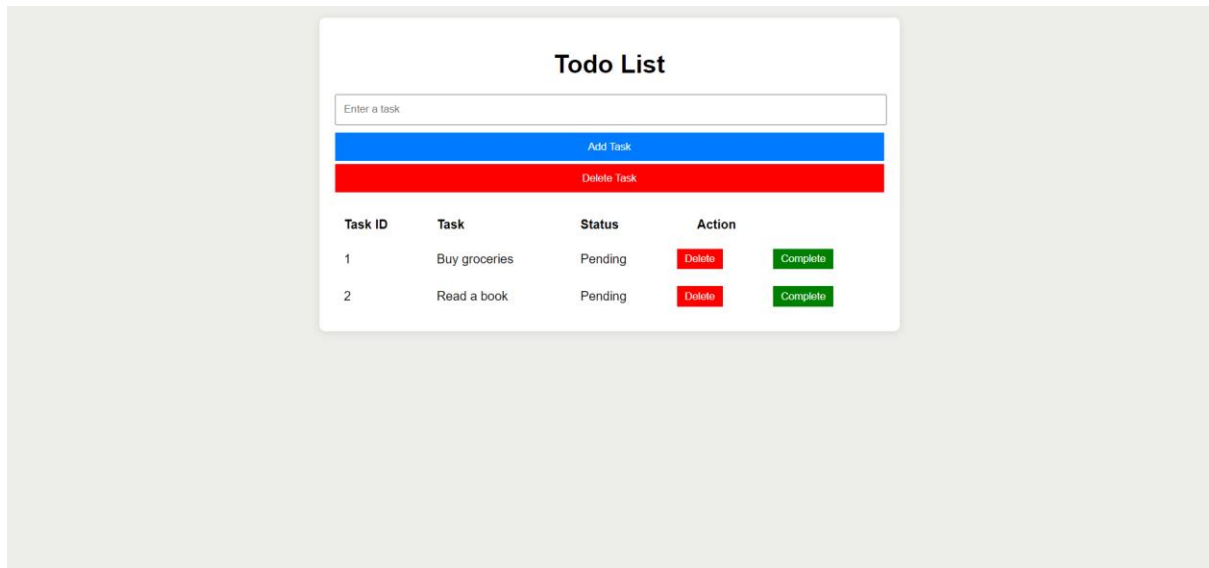 Todo List
Enter a task
Add Task
Delete Task
Task ID Task Status Action
1 Buy groceries Pending Delete Complete
2 Read a book Pending Delete Complete